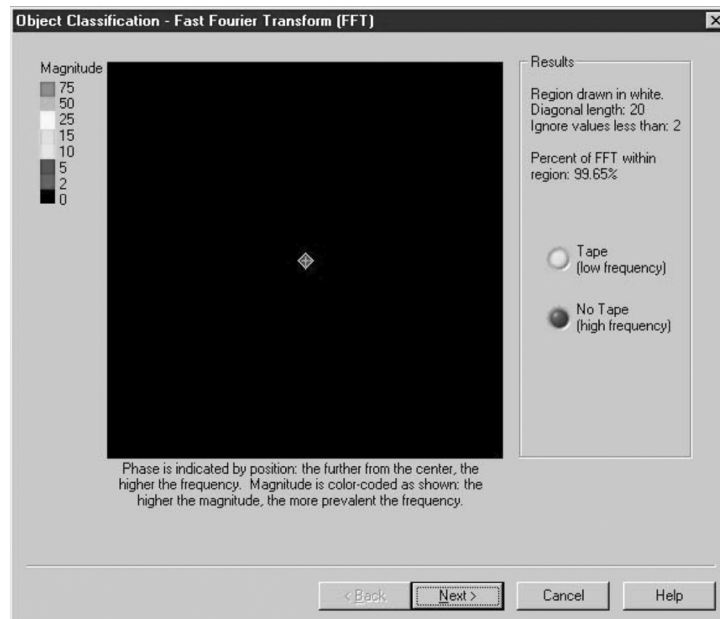 Object Classification - Fast Fourier Transform (FFT)
Magnitude
75
50
25
15
10
5
2
0
Phase is indicated by position: the further from the center, the
higher the frequency. Magnitude is color-coded as shown: the
higher the magnitude, the more prevalent the frequency.
Results
Region drawn in white.
Diagonal length: 20
Ignore values less than: 2
Percent of FFT within
region: 99.65%
Tape
(low frequency)
No Tape
(high frequency)
< Back
Next >
Cancel
Help